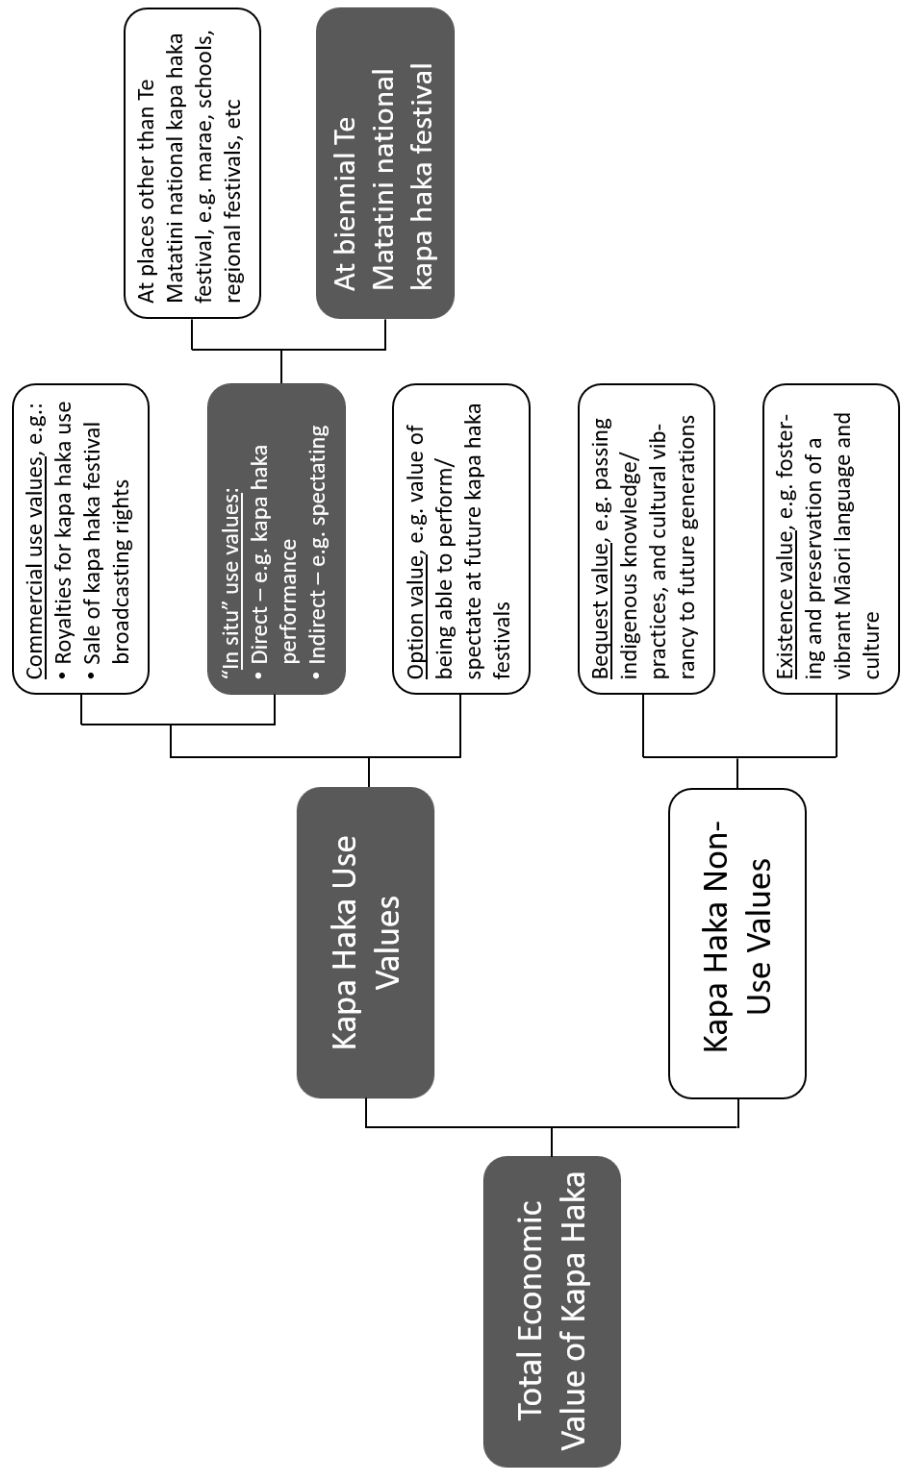 Total Economic
Value of Kapa Haka
Kapa Haka Use
Values
Kapa Haka Non-
Use Values
Commercial use values, e.g.:
• Royalties for kapa haka use
• Sale of kapa haka festival
broadcasting rights
“In situ” use values:
• Direct – e.g. kapa haka
performance
• Indirect – e.g. spectating
Option value, e.g. value of
being able to perform/
spectate at future kapa haka
festivals
Bequest value, e.g. passing
indigenous knowledge/
practices, and cultural vib-
rancy to future generations
Existence value, e.g. foster-
ing and preservation of a
vibrant Māori language and
culture
At places other than Te
Matatini national kapa haka
festival, e.g. marae, schools,
regional festivals, etc
At biennial Te
Matatini national
kapa haka festival